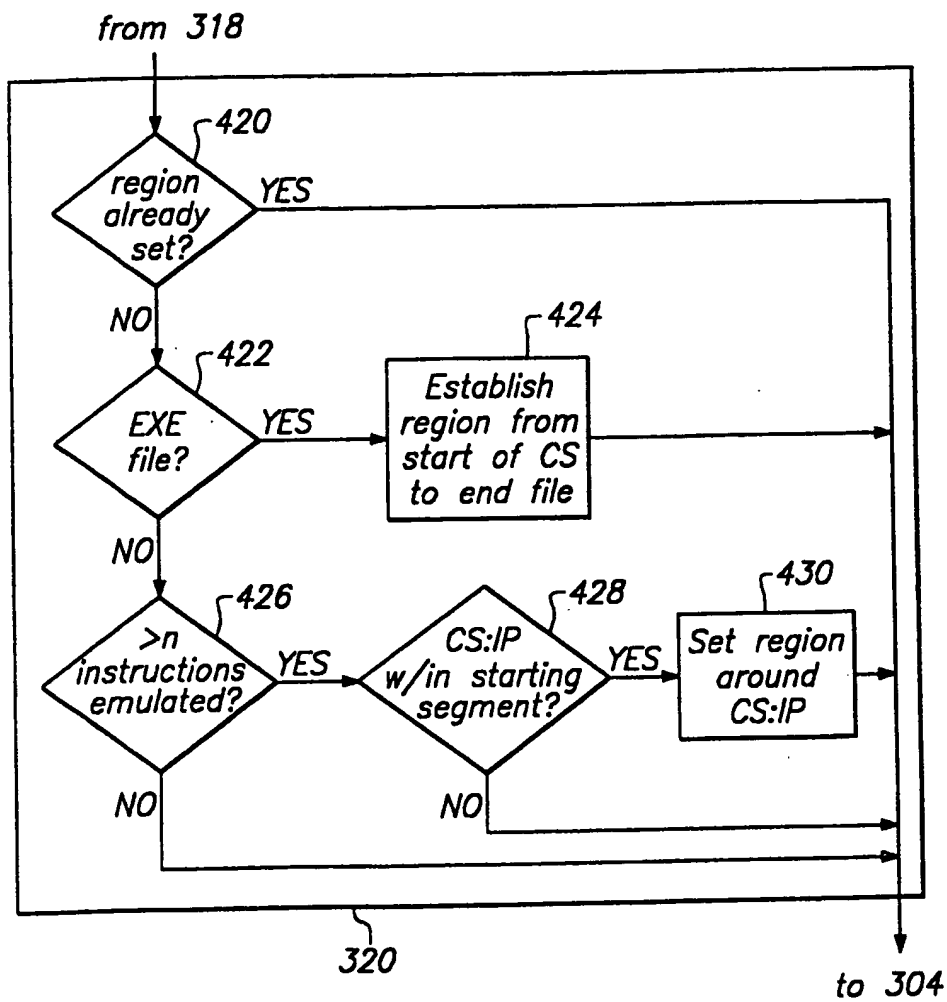 from 318
420
region
already
set?
YES
NO
422
EXE
file?
YES
424
Establish
region from
start of CS
to end file
NO
426
>n
instructions
emulated?
YES
428
CS:IP
w/in starting
segment?
YES
430
Set region
around
CS:IP
NO
NO
320
to 304